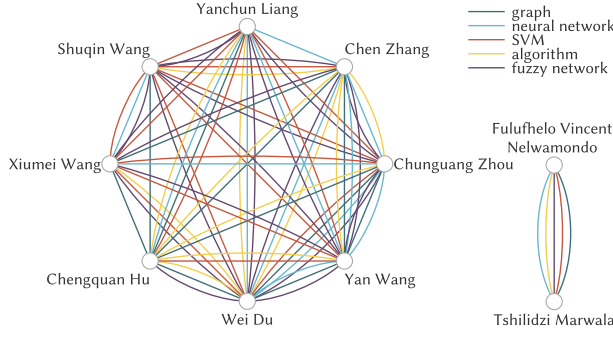 Yanchun Liang
Shuqin Wang
Chen Zhang
Xiumei Wang
Chunguang Zhou
Chengquan Hu
Yan Wang
Wei Du
graph
neural network
SVM
algorithm
fuzzy network
Fulufhelo Vincent
Nelwamondo
Tshilidzi Marwala